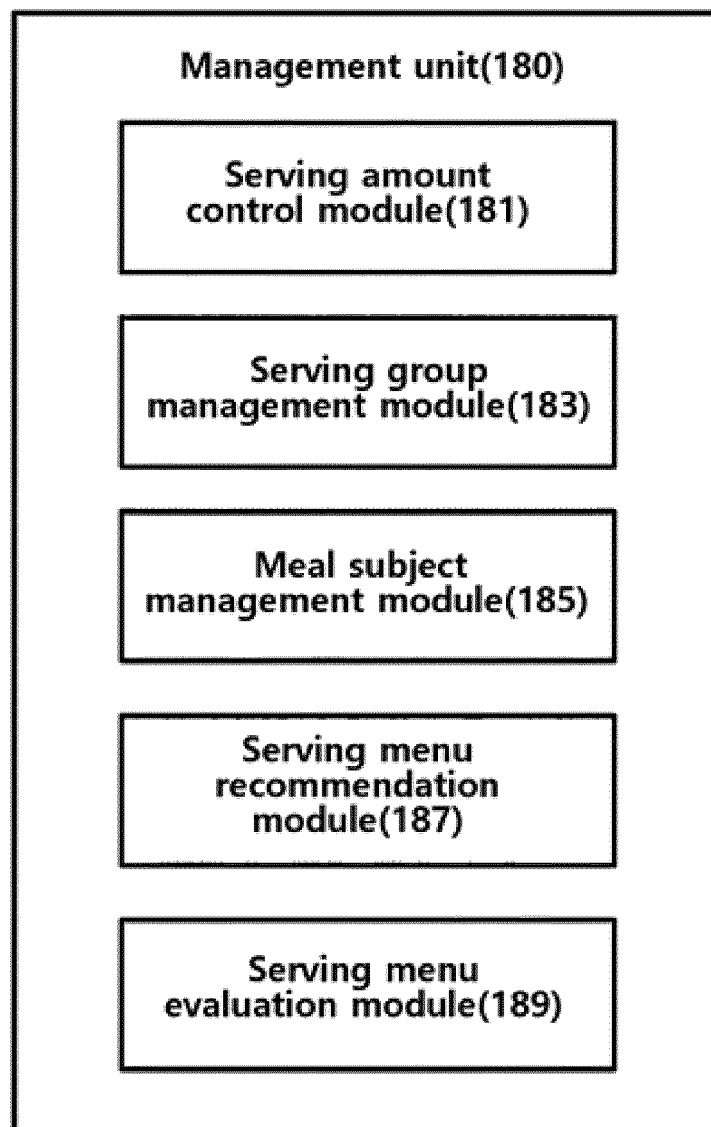 Management unit(180)
Serving amount
control module(181)
Serving group
management module(183)
Meal subject
management module(185)
Serving menu
recommendation
module(187)
Serving menu
evaluation module(189)